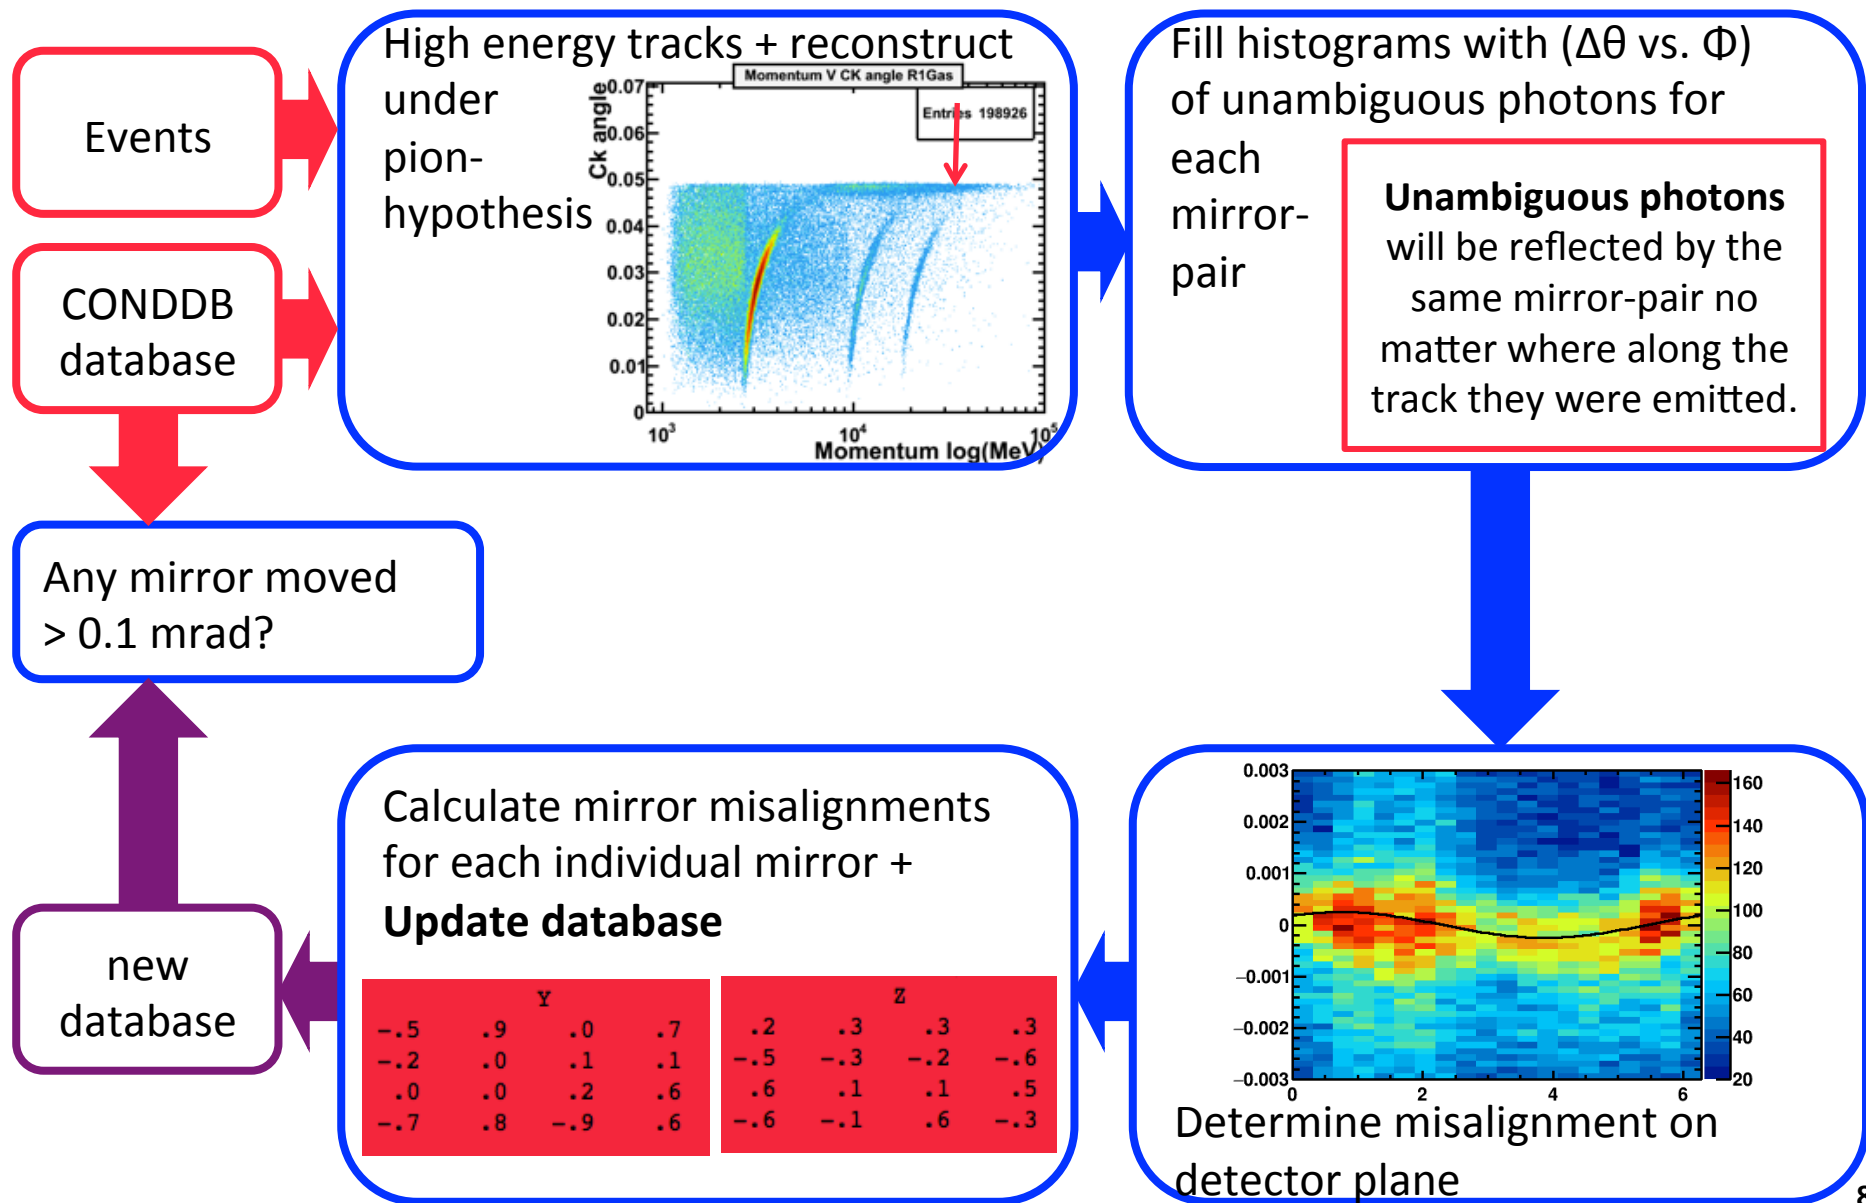 Events
CONDDB
database
High energy tracks + reconstruct
under
pion-
hypothesis
Momentum V CK angle R1Gas
Entries 198926
Ck angle
0.07
0.06
0.05
0.04
0.03
0.02
0.01
0
10³ 10⁴ 10⁵
Momentum log(MeV)
Fill histograms with (Δθ vs. Φ)
of unambiguous photons for
each
mirror-
pair
Unambiguous photons
will be reflected by the
same mirror-pair no
matter where along the
track they were emitted.
Any mirror moved
> 0.1 mrad?
new
database
Calculate mirror misalignments
for each individual mirror +
Update database
Y
-.5 .9 .0 .7
-.2 .0 .1 .1
.0 .0 .2 .6
-.7 .8 -.9 .6
Z
.2 .3 .3 .3
-.5 -.3 -.2 -.6
.6 .1 .1 .5
-.6 -.1 .6 -.3
0.003
0.002
0.001
0
−0.001
−0.002
−0.003
0 2 4 6
160
140
120
100
80
60
40
20
Determine misalignment on
detector plane